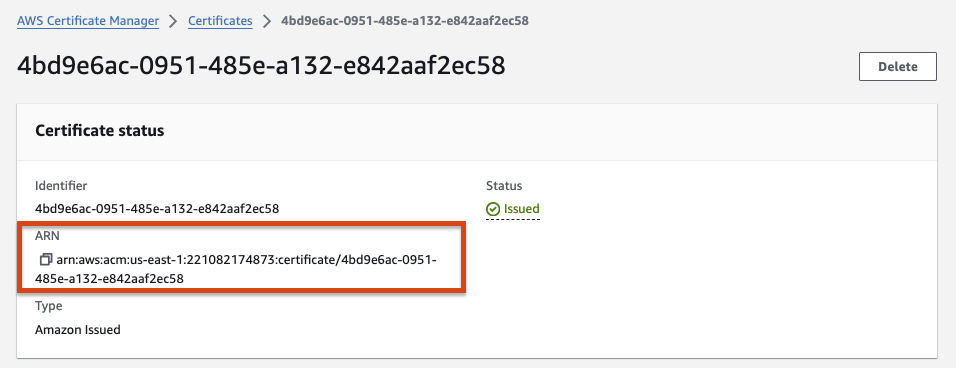 AWS Certificate Manager > Certificates > 4bd9e6ac-0951-485e-a132-e842aaf2ec58
4bd9e6ac-0951-485e-a132-e842aaf2ec58
Delete
Certificate status
Identifier
4bd9e6ac-0951-485e-a132-e842aaf2ec58
Status
Issued
ARN
arn:aws:acm:us-east-1:221082174873:certificate/4bd9e6ac-0951-
485e-a132-e842aaf2ec58
Type
Amazon Issued